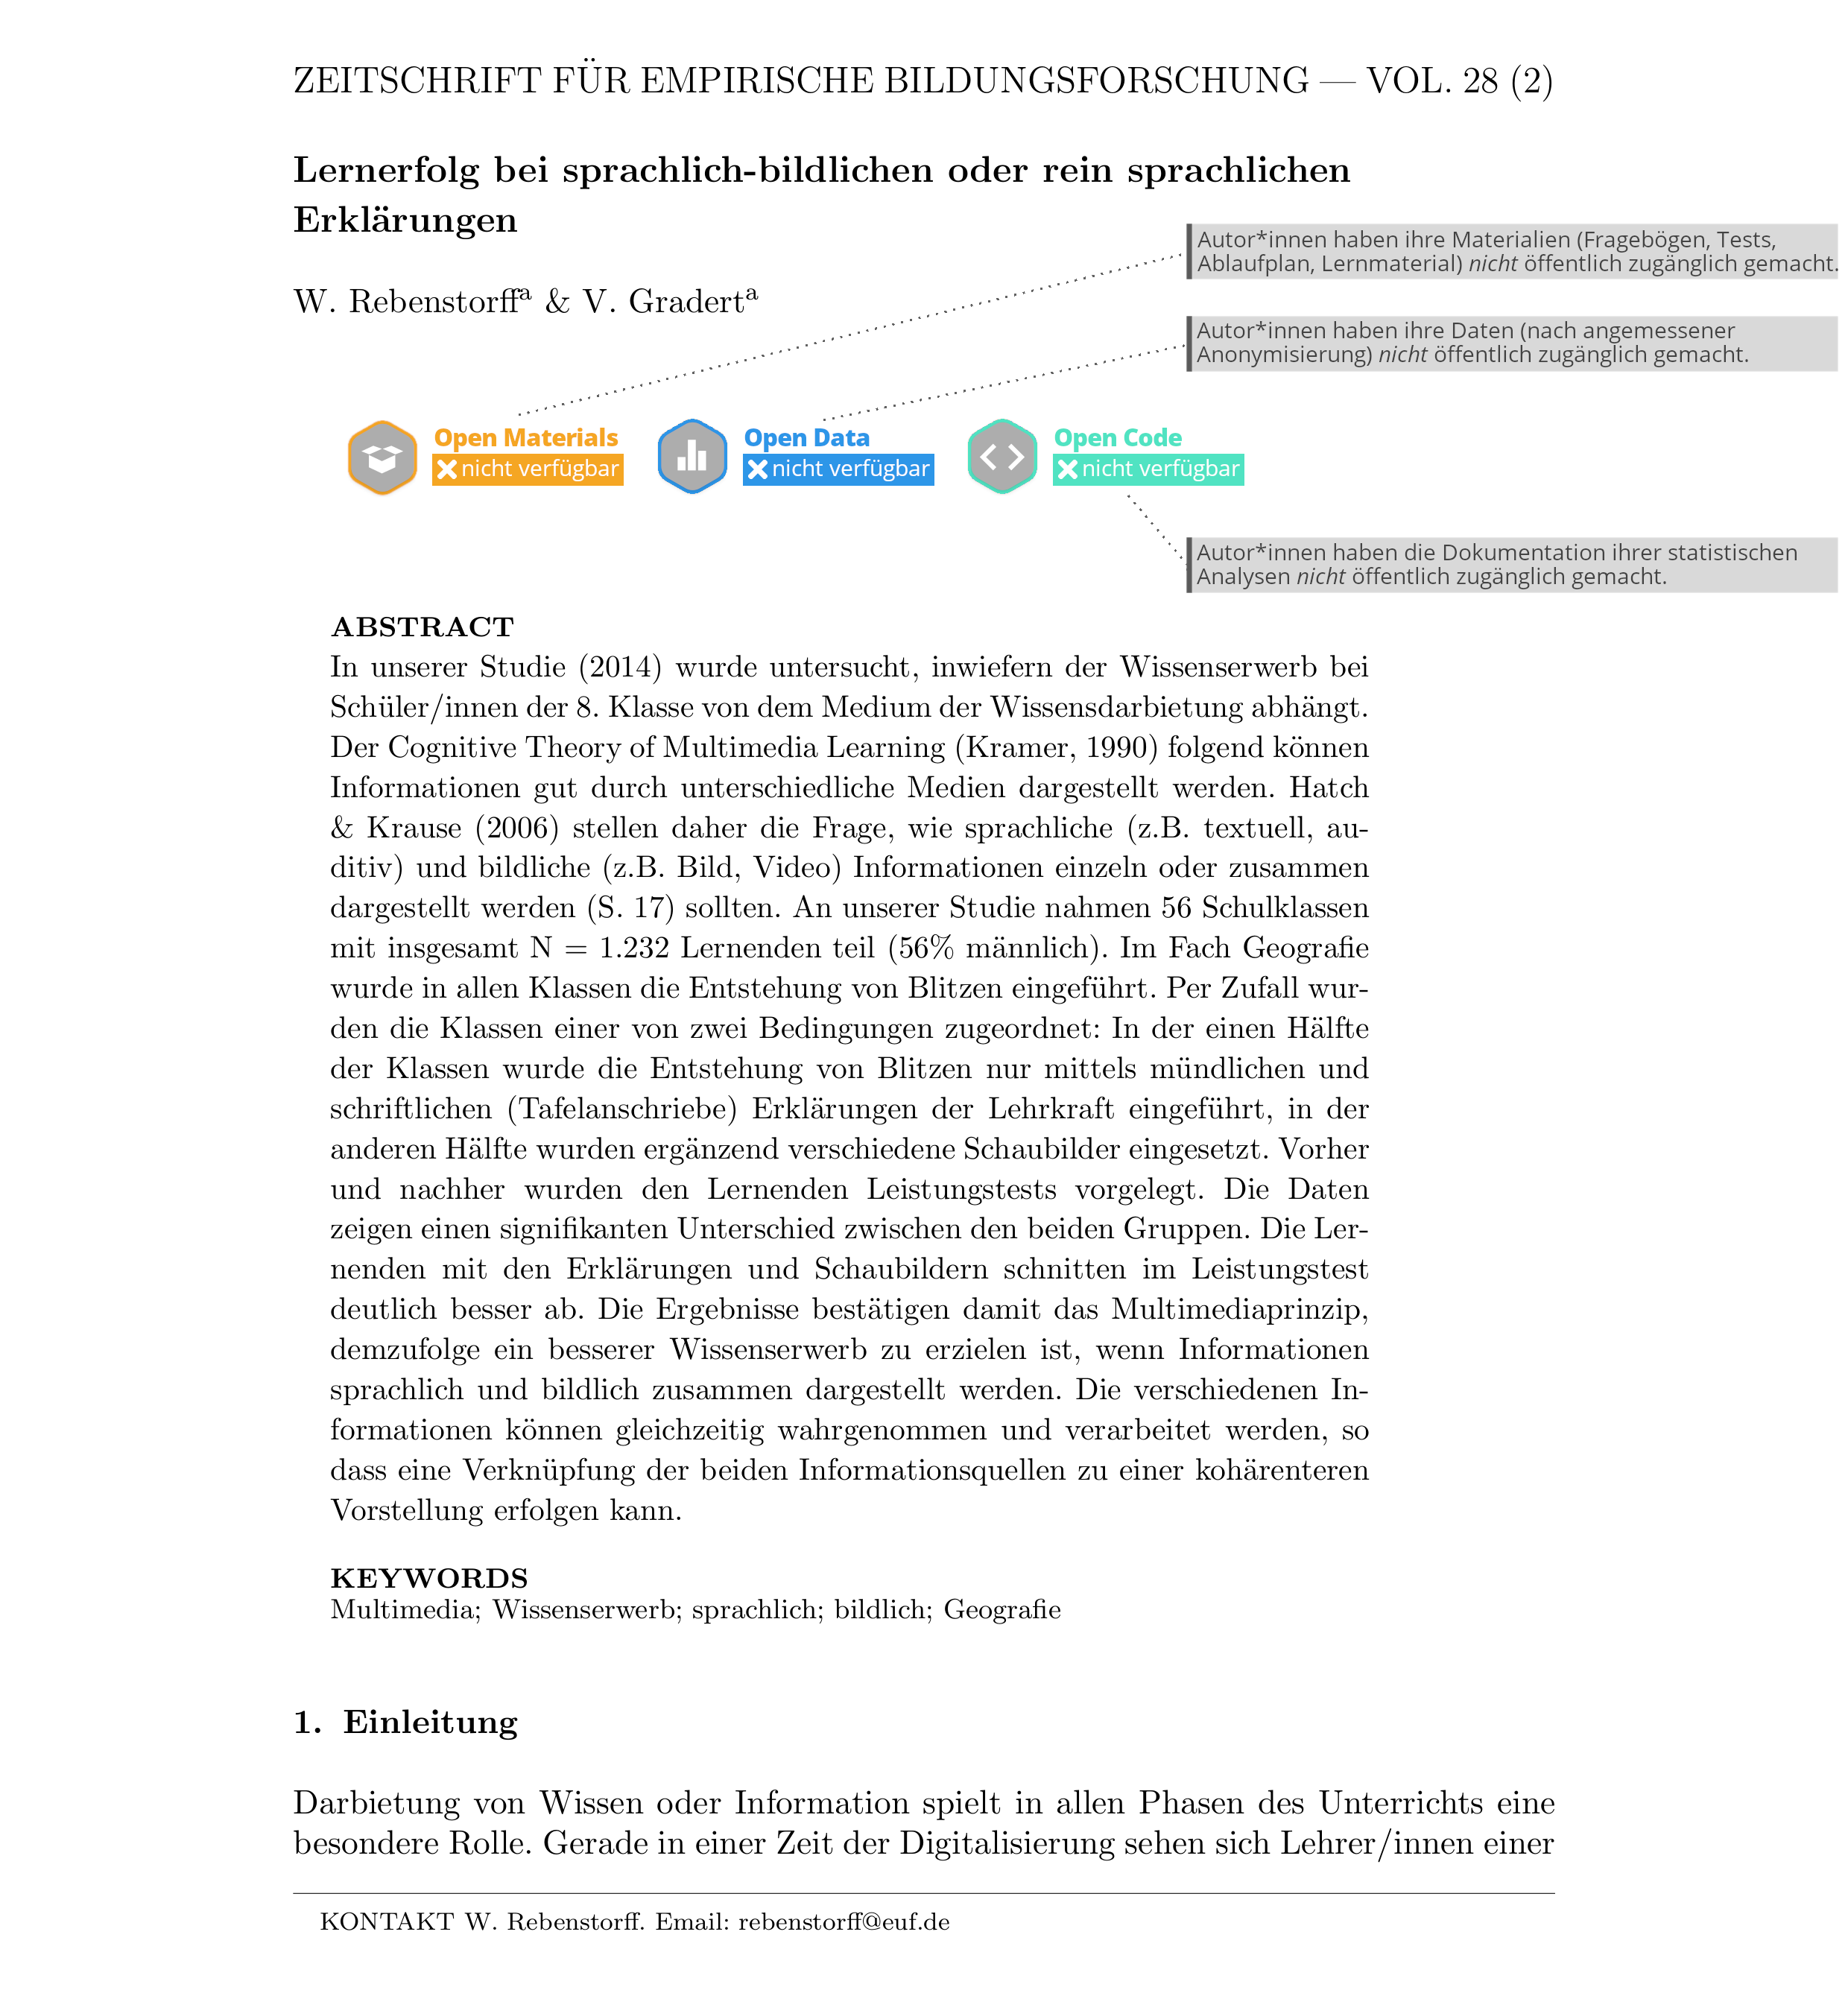 ZEITSCHRIFT FÜR EMPIRISCHE BILDUNGSFORSCHUNG — VOL. 28 (2)
Lernerfolg bei sprachlich-bildlichen oder rein sprachlichen
Erklärungen
W. Rebenstorffa & V. Graderta
Autor*innen haben ihre Materialien (Fragebögen, Tests,
Ablaufplan, Lernmaterial) nicht öffentlich zugänglich gemacht.
Autor*innen haben ihre Daten (nach angemessener
Anonymisierung) nicht öffentlich zugänglich gemacht.
Open Materials
nicht verfügbar
Open Data
nicht verfügbar
Open Code
nicht verfügbar
Autor*innen haben die Dokumentation ihrer statistischen
Analysen nicht öffentlich zugänglich gemacht.
ABSTRACT
In unserer Studie (2014) wurde untersucht, inwiefern der Wissenserwerb bei
Schüler/innen der 8. Klasse von dem Medium der Wissensdarbietung abhängt.
Der Cognitive Theory of Multimedia Learning (Kramer, 1990) folgend können
Informationen gut durch unterschiedliche Medien dargestellt werden. Hatch
& Krause (2006) stellen daher die Frage, wie sprachliche (z.B. textuell, au-
ditiv) und bildliche (z.B. Bild, Video) Informationen einzeln oder zusammen
dargestellt werden (S. 17) sollten. An unserer Studie nahmen 56 Schulklassen
mit insgesamt N = 1.232 Lernenden teil (56% männlich). Im Fach Geografie
wurde in allen Klassen die Entstehung von Blitzen eingeführt. Per Zufall wur-
den die Klassen einer von zwei Bedingungen zugeordnet: In der einen Hälfte
der Klassen wurde die Entstehung von Blitzen nur mittels mündlichen und
schriftlichen (Tafelanschriebe) Erklärungen der Lehrkraft eingeführt, in der
anderen Hälfte wurden ergänzend verschiedene Schaubilder eingesetzt. Vorher
und nachher wurden den Lernenden Leistungstests vorgelegt. Die Daten
zeigen einen signifikanten Unterschied zwischen den beiden Gruppen. Die Ler-
nenden mit den Erklärungen und Schaubildern schnitten im Leistungstest
deutlich besser ab. Die Ergebnisse bestätigen damit das Multimediaprinzip,
demzufolge ein besserer Wissenserwerb zu erzielen ist, wenn Informationen
sprachlich und bildlich zusammen dargestellt werden. Die verschiedenen In-
formationen können gleichzeitig wahrgenommen und verarbeitet werden, so
dass eine Verknüpfung der beiden Informationsquellen zu einer kohärenteren
Vorstellung erfolgen kann.
KEYWORDS
Multimedia; Wissenserwerb; sprachlich; bildlich; Geografie
1. Einleitung
Darbietung von Wissen oder Information spielt in allen Phasen des Unterrichts eine
besondere Rolle. Gerade in einer Zeit der Digitalisierung sehen sich Lehrer/innen einer
KONTAKT W. Rebenstorff. Email: rebenstorff@euf.de